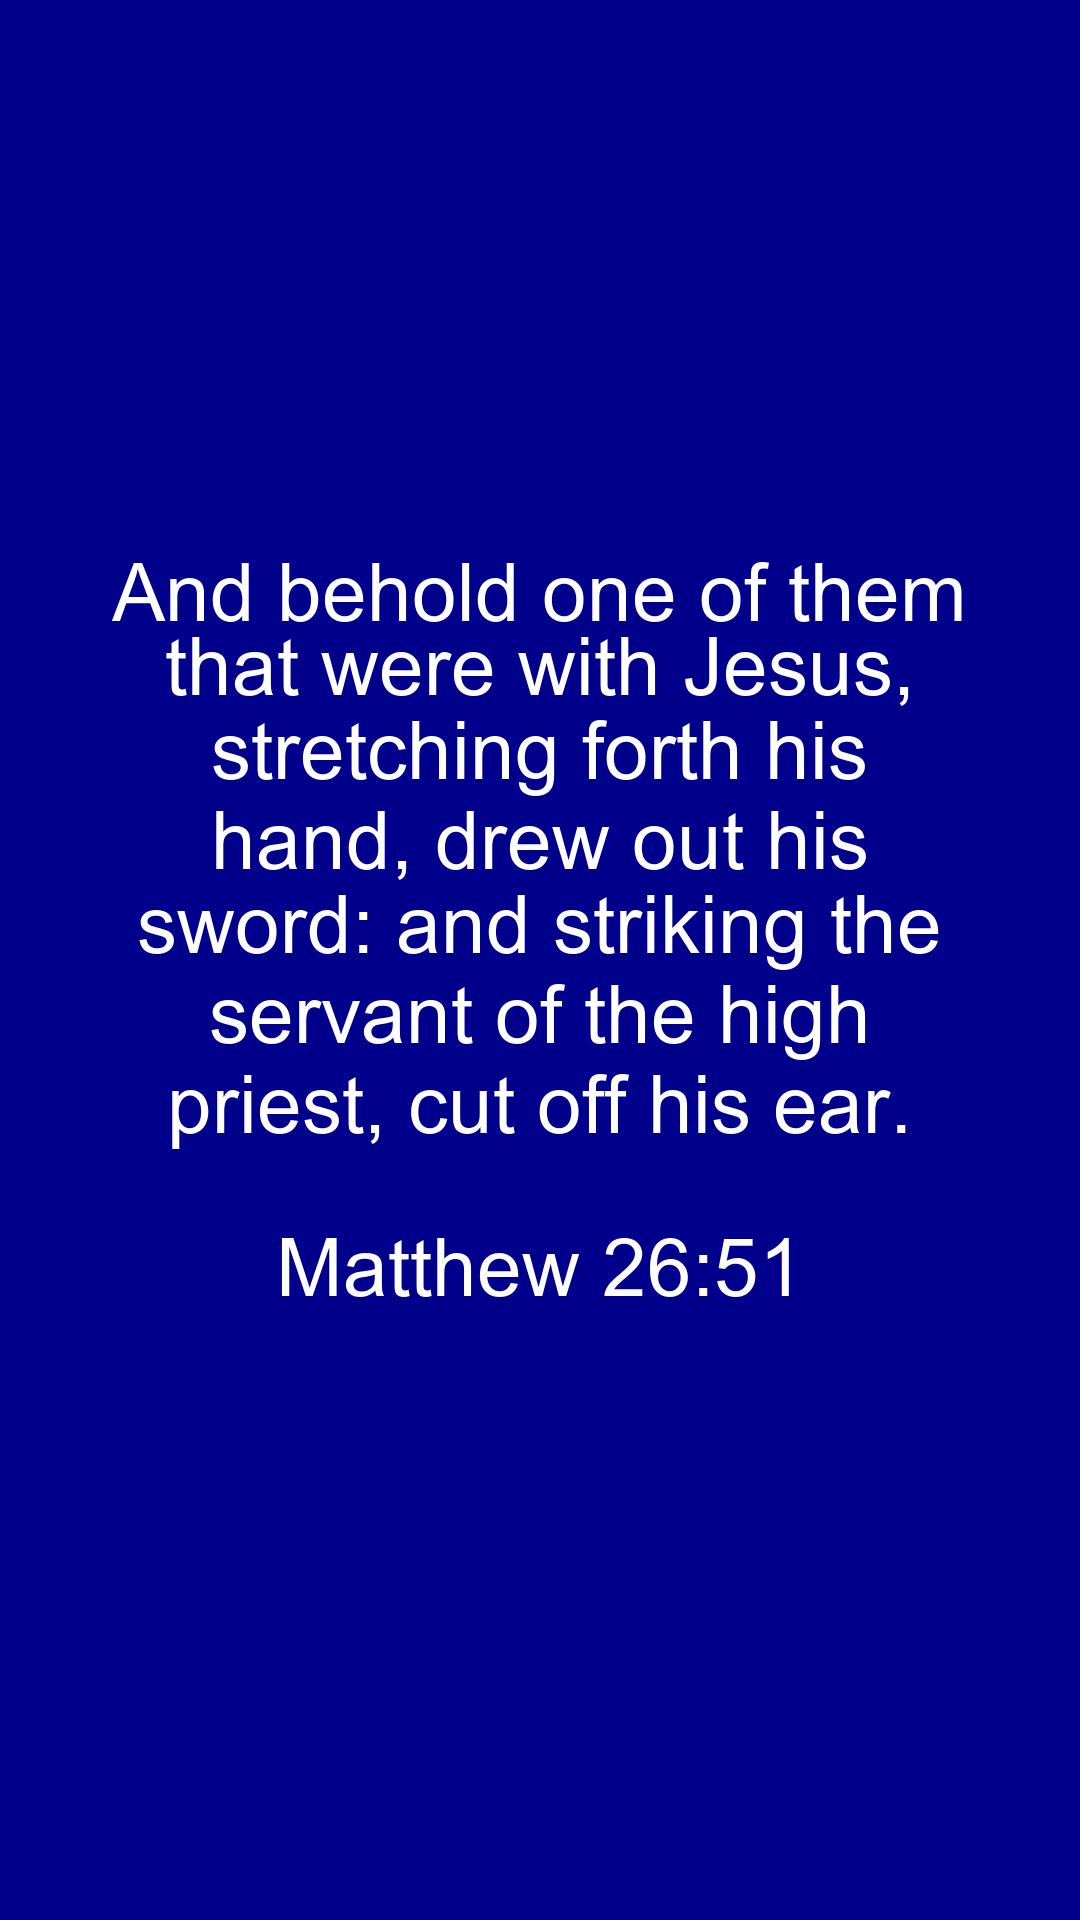 And behold one of them
that were with Jesus,
stretching forth his
hand, drew out his
sword: and striking the
servant of the high
priest, cut off his ear.
Matthew 26:51